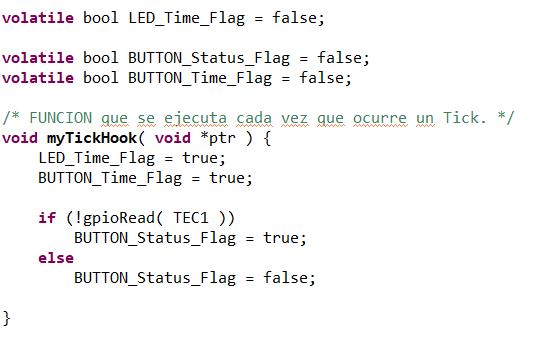 volatile bool LED_Time_Flag = false;
volatile bool BUTTON_Status_Flag = false;
volatile bool BUTTON_Time_Flag = false;
/* FUNCION que se ejecuta cada vez que ocurre un Tick. */
void myTickHook( void *ptr ) {
    LED_Time_Flag = true;
    BUTTON_Time_Flag = true;
    if (!gpioRead( TEC1 ))
        BUTTON_Status_Flag = true;
    else
        BUTTON_Status_Flag = false;
}